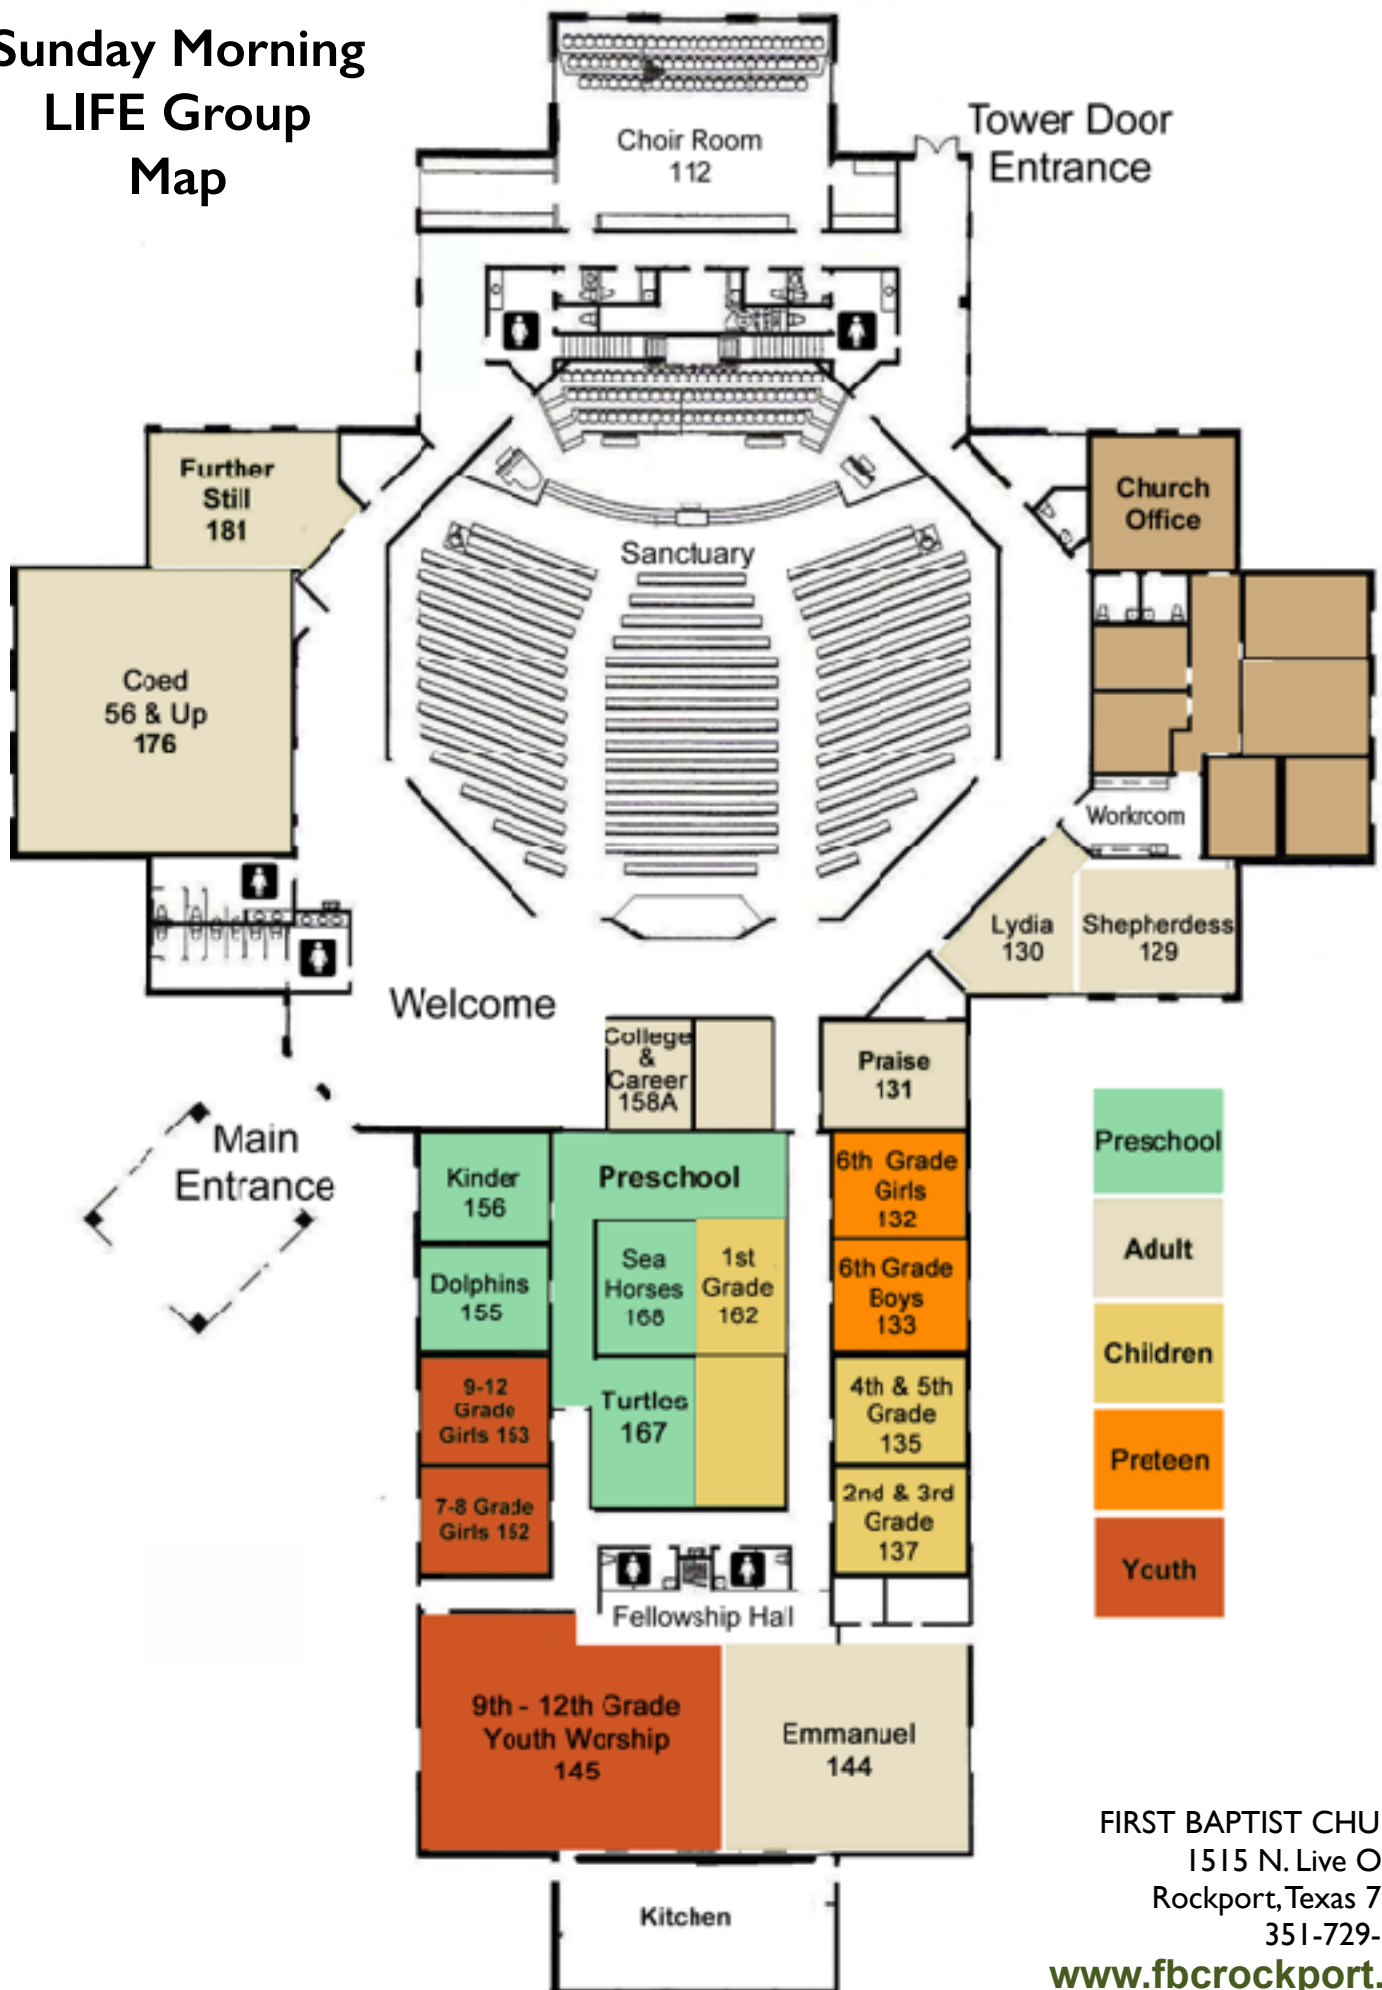 Sunday Morning
LIFE Group
Map
Tower Door
Entrance
Choir Room
112
Further
Still
181
Church
Office
Sanctuary
Coed
56 & Up
176
Workroom
Lydia
130
Shepherdess
129
Welcome
College
&
Career
158A
Praise
131
Main
Entrance
Kinder
156
Preschool
6th Grade
Girls
132
Preschool
Dolphins
155
Sea
Horses
168
1st
Grade
162
6th Grade
Boys
133
Adult
Children
9-12
Grade
Girls 153
Turtles
167
4th & 5th
Grade
135
Preteen
7-8 Grade
Girls 152
2nd & 3rd
Grade
137
Youth
Fellowship Hall
9th - 12th Grade
Youth Worship
145
Emmanuel
144
Kitchen
FIRST BAPTIST CHU
1515 N. Live O
Rockport, Texas 7
351-729-
www.fbcrockport.